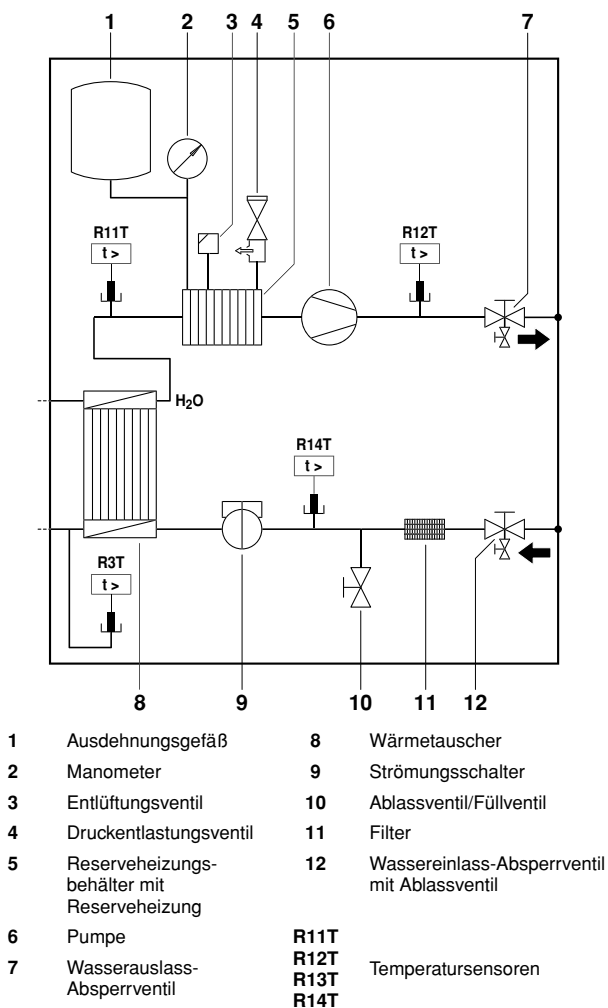 1 2 3 4 5 6 7
R11T
t >
R12T
t >
H₂O
R14T
t >
R3T
t >
8 9 10 11 12
1 Ausdehnungsgefäß
2 Manometer
3 Entlüftungsventil
4 Druckentlastungsventil
5 Reserveheizungs-
behälter mit
Reserveheizung
6 Pumpe
7 Wasserauslass-
Absperrventil
8 Wärmetauscher
9 Strömungsschalter
10 Ablassventil/Füllventil
11 Filter
12 Wassereinlass-Absperrventil
mit Ablassventil
R11T
R12T
R13T
R14T
Temperatursensoren